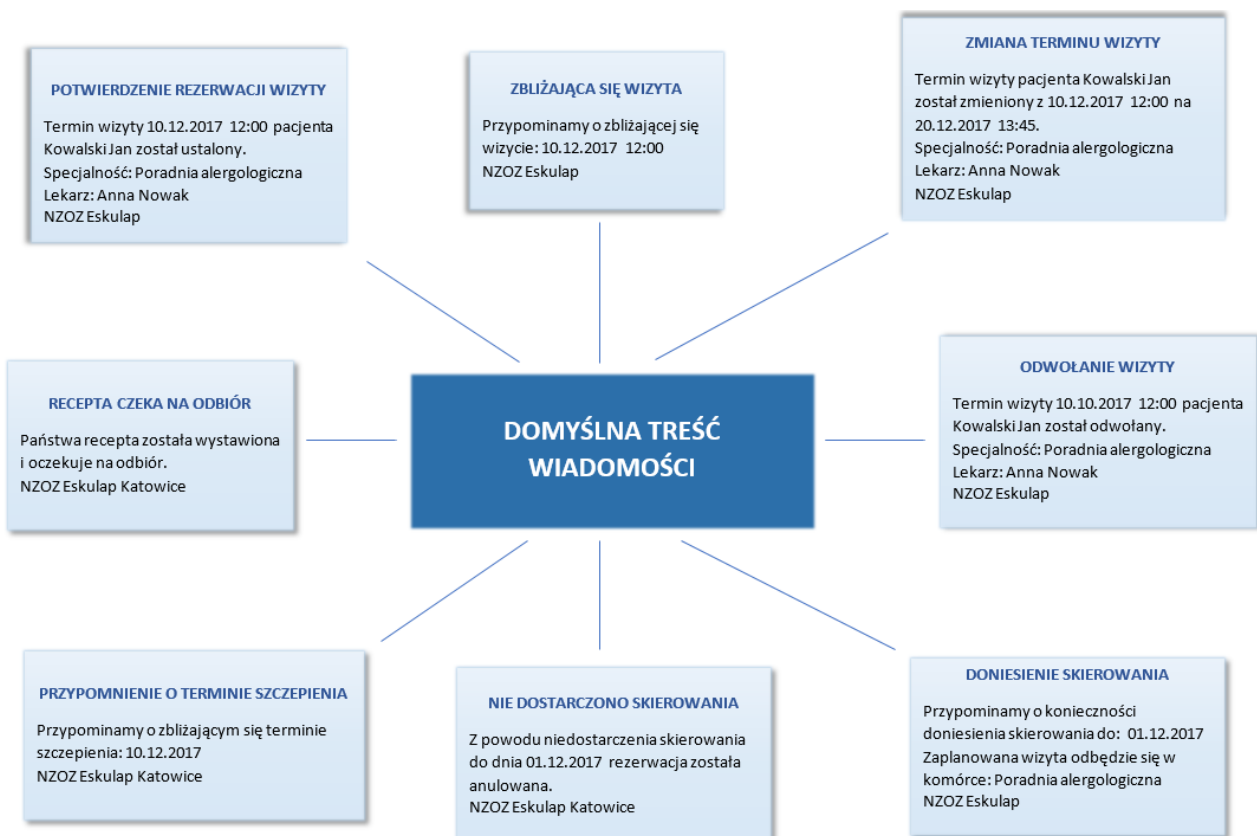 POTWIERDZENIE REZERWACJI WIZYTY
Termin wizyty 10.12.2017 12:00 pacjenta
Kowalski Jan został ustalony.
Specjalność: Poradnia alergologiczna
Lekarz: Anna Nowak
NZOZ Eskulap
ZBLIŻAJĄCA SIĘ WIZYTA
Przypominamy o zbliżającej się
wizycie: 10.12.2017 12:00
NZOZ Eskulap
ZMIANA TERMINU WIZYTY
Termin wizyty pacjenta Kowalski Jan
został zmieniony z 10.12.2017 12:00 na
20.12.2017 13:45.
Specjalność: Poradnia alergologiczna
Lekarz: Anna Nowak
NZOZ Eskulap
RECEPTA CZEKA NA ODBIÓR
Państwa recepta została wystawiona
i oczekuje na odbiór.
NZOZ Eskulap Katowice
DOMYŚLNA TREŚĆ
WIADOMOŚCI
ODWOŁANIE WIZYTY
Termin wizyty 10.10.2017 12:00 pacjenta
Kowalski Jan został odwołany.
Specjalność: Poradnia alergologiczna
Lekarz: Anna Nowak
NZOZ Eskulap
PRZYPOMNIENIE O TERMINIE SZCZEPIENIA
Przypominamy o zbliżającym się terminie
szczepienia: 10.12.2017
NZOZ Eskulap Katowice
NIE DOSTARCZONO SKIEROWANIA
Z powodu niedostarczenia skierowania
do dnia 01.12.2017 rezerwacja została
anulowana.
NZOZ Eskulap Katowice
DONIESIENIE SKIEROWANIA
Przypominamy o konieczności
doniesienia skierowania do: 01.12.2017
Zaplanowana wizyta odbędzie się w
komórce: Poradnia alergologiczna
NZOZ Eskulap